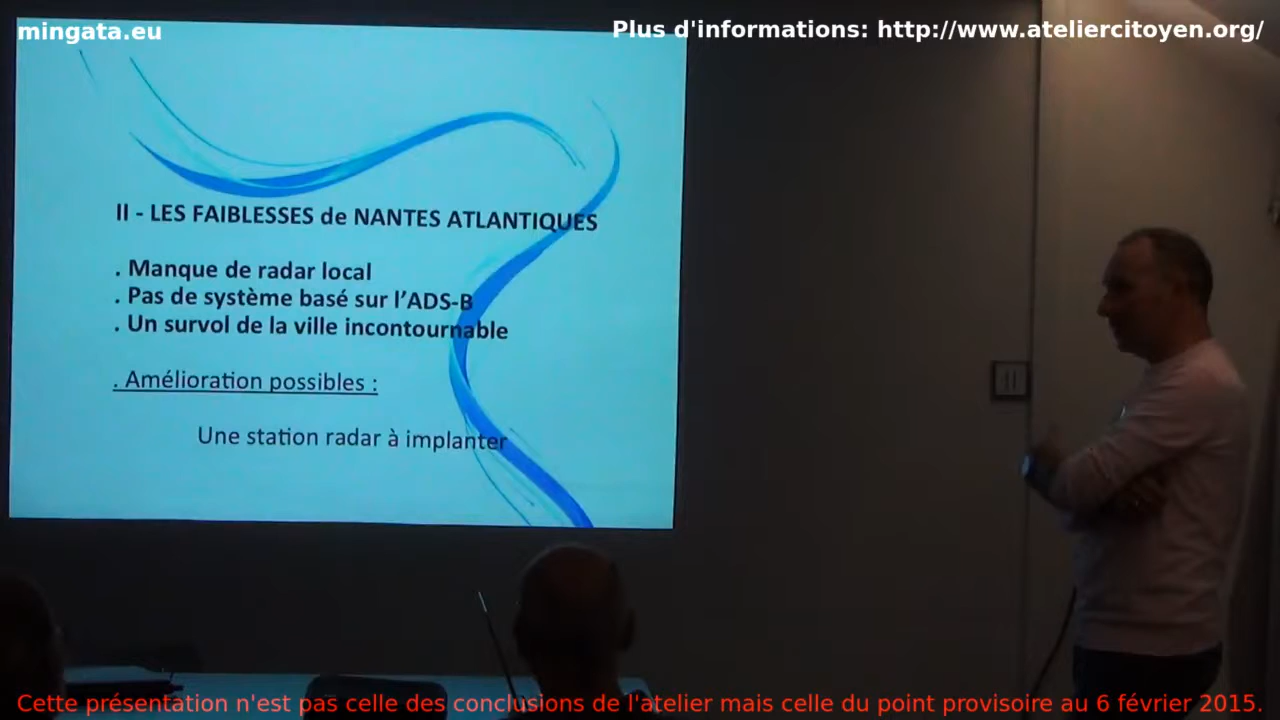 mingata.eu
Plus d'informations: http://www.ateliercitoyen.org/
II - LES FAIBLESSES de NANTES ATLANTIQUES
. Manque de radar local
. Pas de système basé sur l'ADS-B
. Un survol de la ville incontournable
. Amélioration possibles :
Une station radar à implanter
Cette présentation n'est pas celle des conclusions de l'atelier mais celle du point provisoire au 6 février 2015.